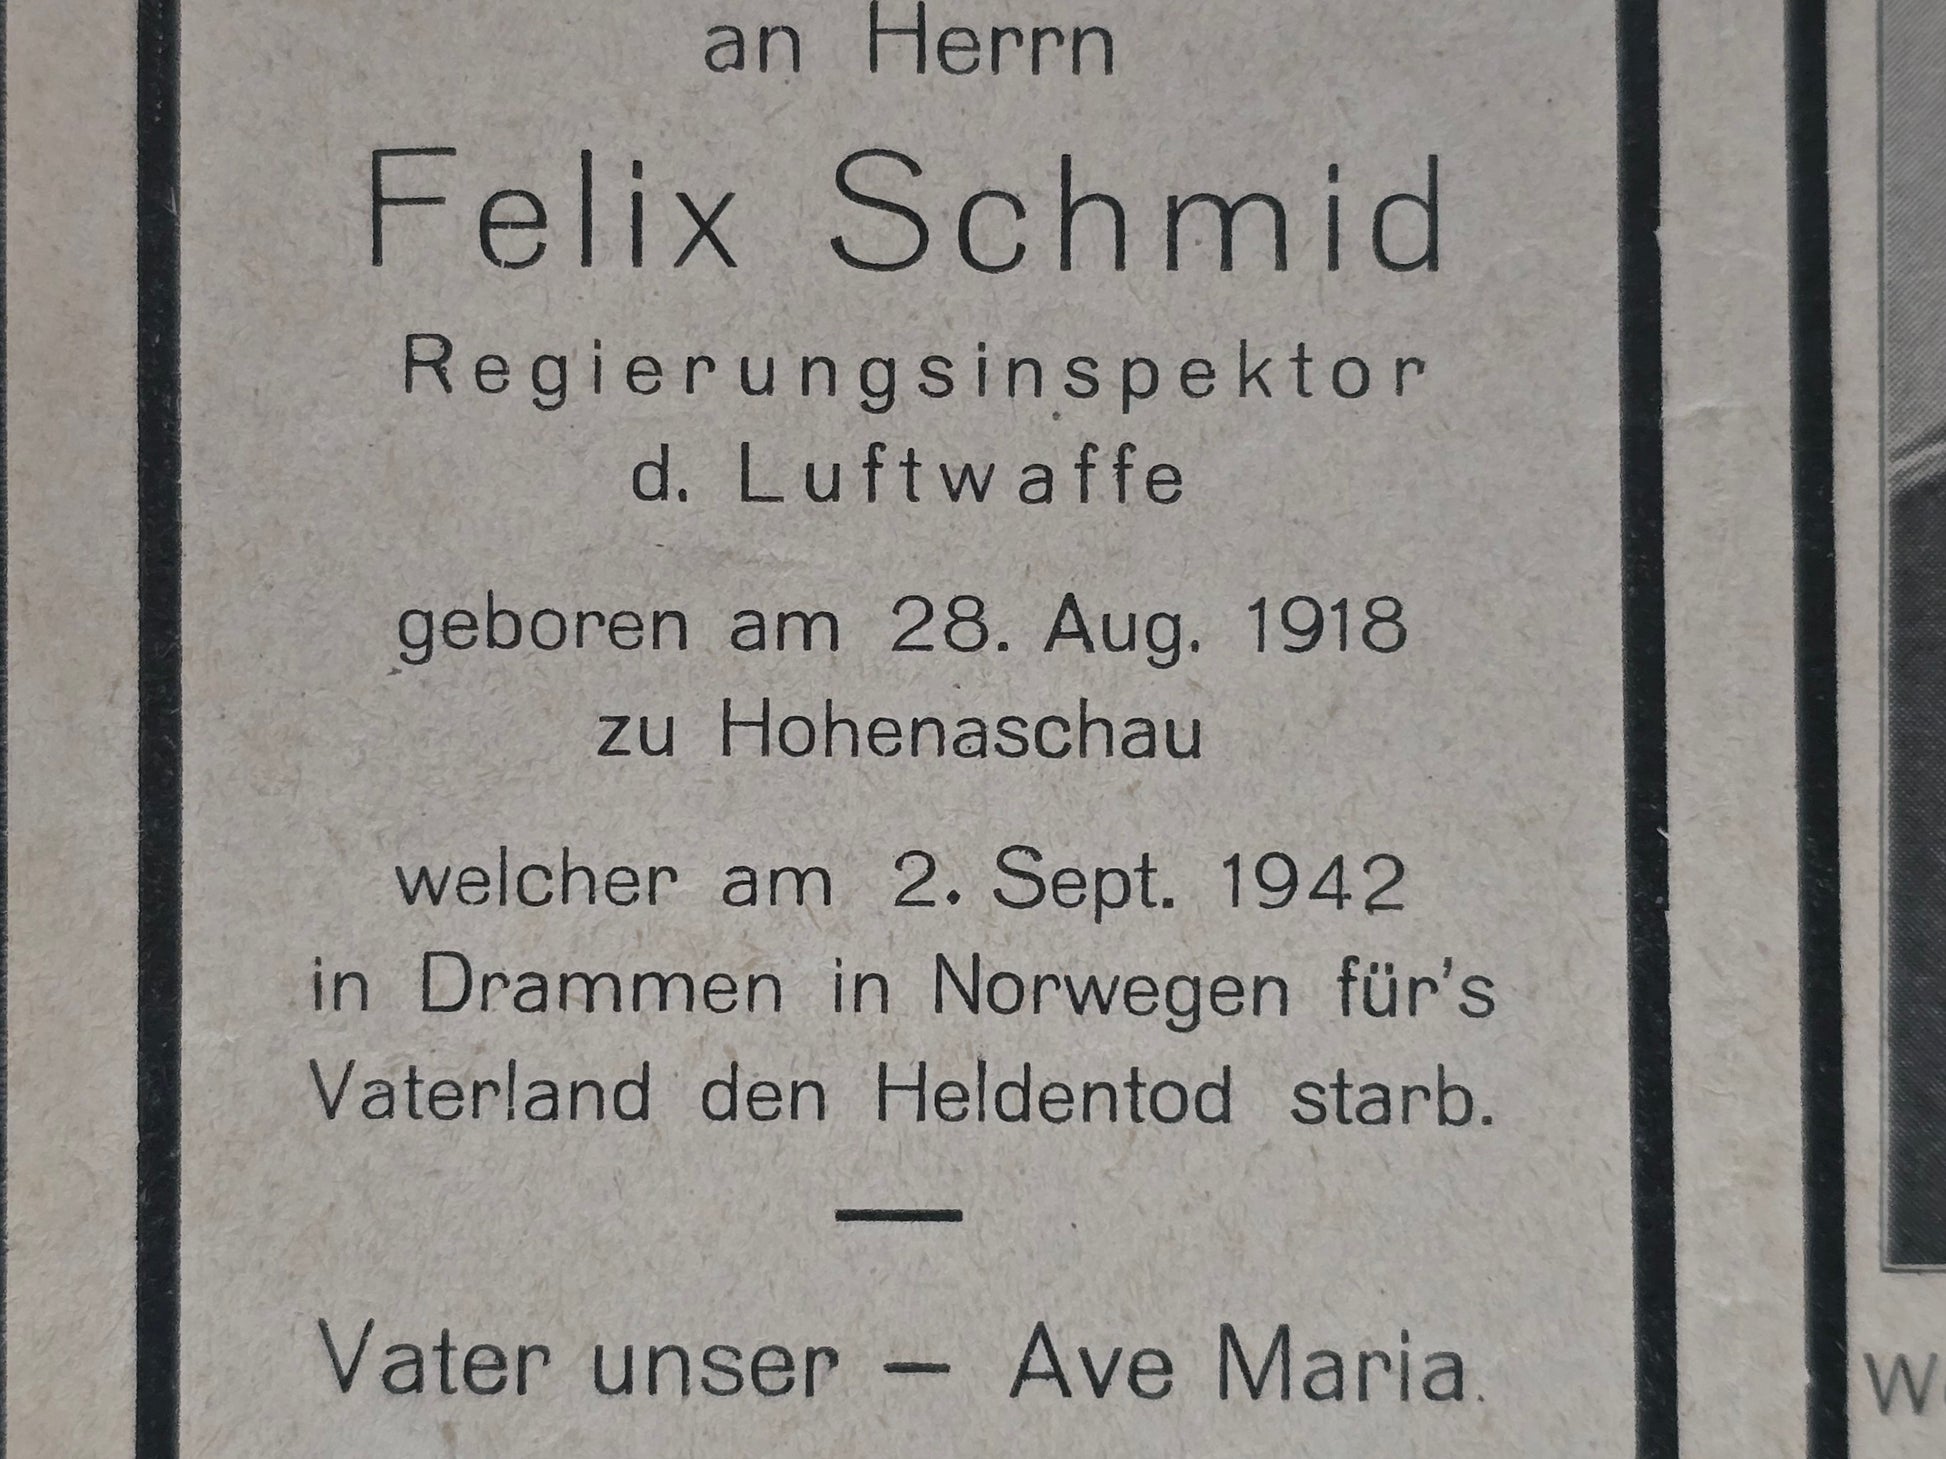 an Herrn
Felix Schmid
Regierungsinspektor
d. Luftwaffe
geboren am 28. Aug. 1918
zu Hohenaschau
welcher am 2. Sept. 1942
in Drammen in Norwegen für's
Vaterland den Heldentod starb.
Vater unser — Ave Maria.